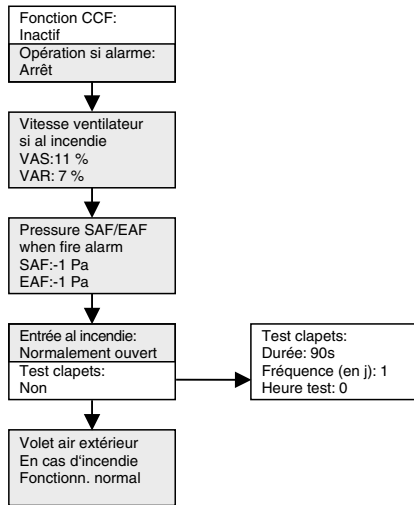 Fonction CCF:
Inactif
Opération si alarme:
Arrêt
Vitesse ventilateur
si al incendie
VAS:11 %
VAR: 7 %
Pressure SAF/EAF
when fire alarm
SAF:-1 Pa
EAF:-1 Pa
Entrée al incendie:
Normalement ouvert
Test clapets:
Non
Test clapets:
Durée: 90s
Fréquence (en j): 1
Heure test: 0
Volet air extérieur
En cas d'incendie
Fonctionn. normal